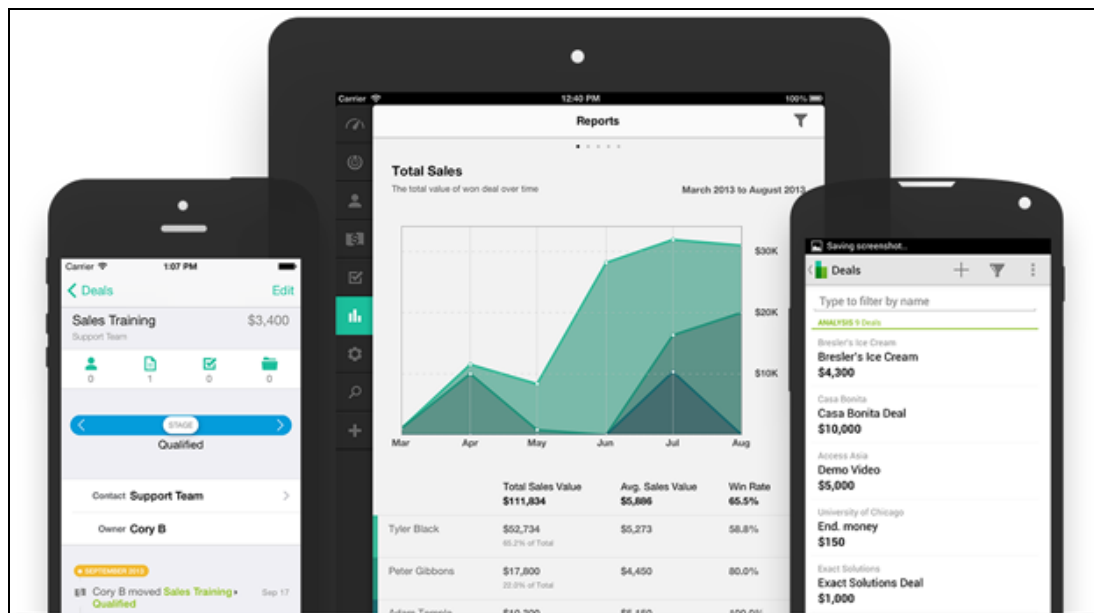 Carrier
12:40 PM
100%
Reports
Total Sales
The total value of won deal over time
March 2013 to August 2013
$30K
$20K
$10K
Mar Apr May Jun Jul Aug
Total Sales Value Avg. Sales Value Win Rate
$111,834 $5,886 65.5%
Tyler Black $52,734 $5,273 58.8%
65.2% of Total
Peter Gibbons $17,800 $4,450 80.0%
22.0% of Total
Carrier 1:07 PM
Deals Edit
Sales Training $3,400
Support Team
0 1 0 0
STAGE
Qualified
Contact Support Team
Owner Cory B
SEPTEMBER 2013
Cory B moved Sales Training Sep 17
Qualified
Saving screenshot...
Deals
Type to filter by name
ANALYSIS 9 Deals
Bresler's Ice Cream
Bresler's Ice Cream
$4,300
Casa Bonita
Casa Bonita Deal
$10,000
Access Asia
Demo Video
$5,000
University of Chicago
End. money
$150
Exact Solutions
Exact Solutions Deal
$1,000